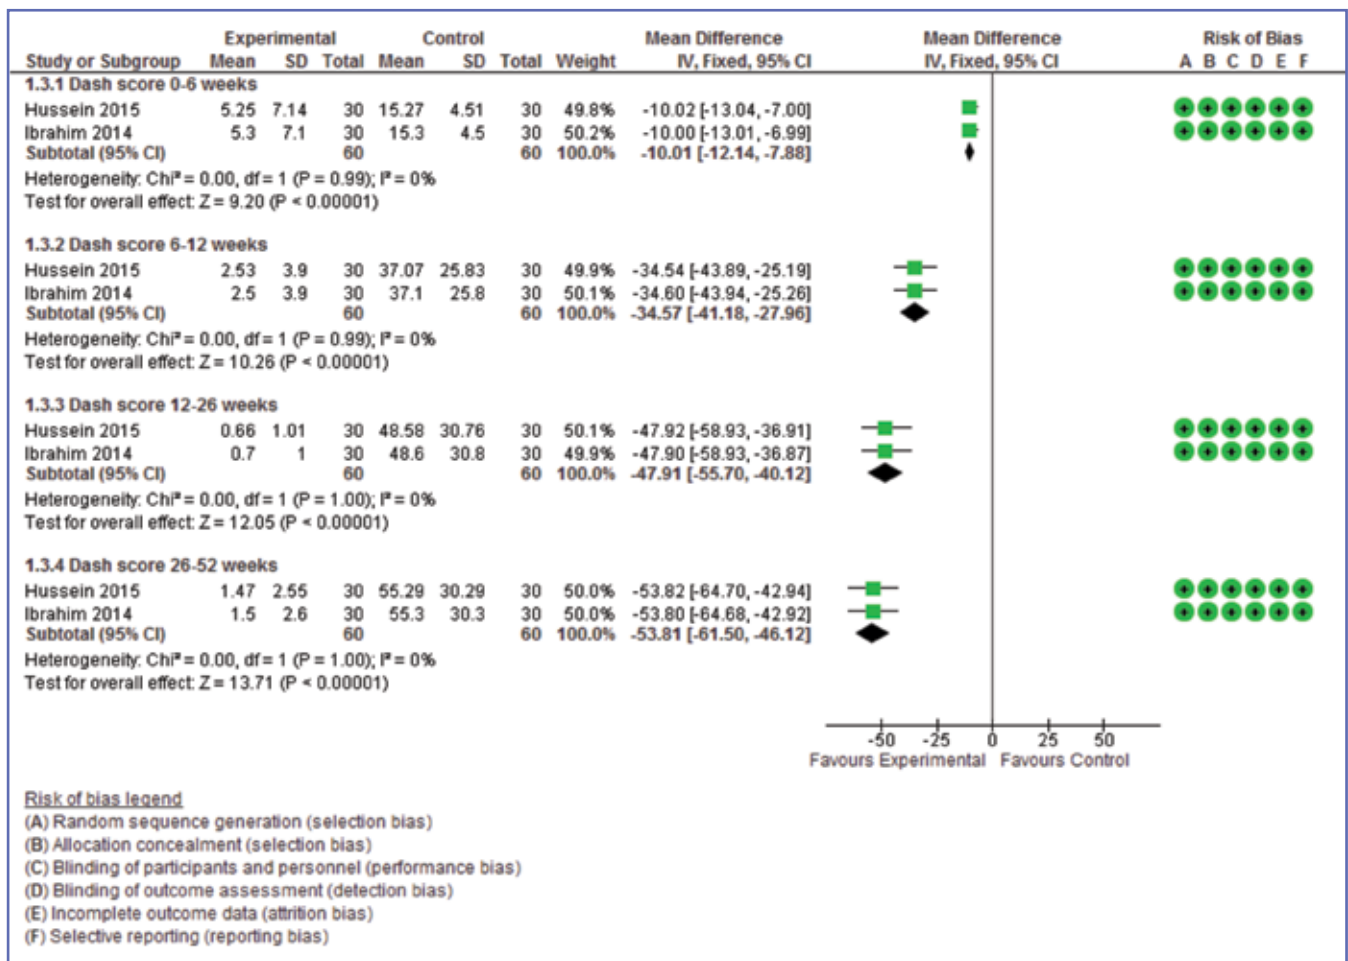 Experimental Control Mean Difference Mean Difference Risk of Bias
Study or Subgroup Mean SD Total Mean SD Total Weight IV, Fixed, 95% CI IV, Fixed, 95% CI A B C D E F
1.3.1 Dash score 0-6 weeks
Hussein 2015 5.25 7.14 30 15.27 4.51 30 49.8% -10.02 [-13.04, -7.00]
Ibrahim 2014 5.3 7.1 30 15.3 4.5 30 50.2% -10.00 [-13.01, -6.99]
Subtotal (95% CI) 60 60 100.0% -10.01 [-12.14, -7.88]
Heterogeneity: Chi² = 0.00, df = 1 (P = 0.99); I² = 0%
Test for overall effect: Z = 9.20 (P < 0.00001)
1.3.2 Dash score 6-12 weeks
Hussein 2015 2.53 3.9 30 37.07 25.83 30 49.9% -34.54 [-43.89, -25.19]
Ibrahim 2014 2.5 3.9 30 37.1 25.8 30 50.1% -34.60 [-43.94, -25.26]
Subtotal (95% CI) 60 60 100.0% -34.57 [-41.18, -27.96]
Heterogeneity: Chi² = 0.00, df = 1 (P = 0.99); I² = 0%
Test for overall effect: Z = 10.26 (P < 0.00001)
1.3.3 Dash score 12-26 weeks
Hussein 2015 0.66 1.01 30 48.58 30.76 30 50.1% -47.92 [-58.93, -36.91]
Ibrahim 2014 0.7 1 30 48.6 30.8 30 49.9% -47.90 [-58.93, -36.87]
Subtotal (95% CI) 60 60 100.0% -47.91 [-55.70, -40.12]
Heterogeneity: Chi² = 0.00, df = 1 (P = 1.00); I² = 0%
Test for overall effect: Z = 12.05 (P < 0.00001)
1.3.4 Dash score 26-52 weeks
Hussein 2015 1.47 2.55 30 55.29 30.29 30 50.0% -53.82 [-64.70, -42.94]
Ibrahim 2014 1.5 2.6 30 55.3 30.3 30 50.0% -53.80 [-64.68, -42.92]
Subtotal (95% CI) 60 60 100.0% -53.81 [-61.50, -46.12]
Heterogeneity: Chi² = 0.00, df = 1 (P = 1.00); I² = 0%
Test for overall effect: Z = 13.71 (P < 0.00001)
-50 -25 0 25 50
Favours Experimental Favours Control
Risk of bias legend
(A) Random sequence generation (selection bias)
(B) Allocation concealment (selection bias)
(C) Blinding of participants and personnel (performance bias)
(D) Blinding of outcome assessment (detection bias)
(E) Incomplete outcome data (attrition bias)
(F) Selective reporting (reporting bias)